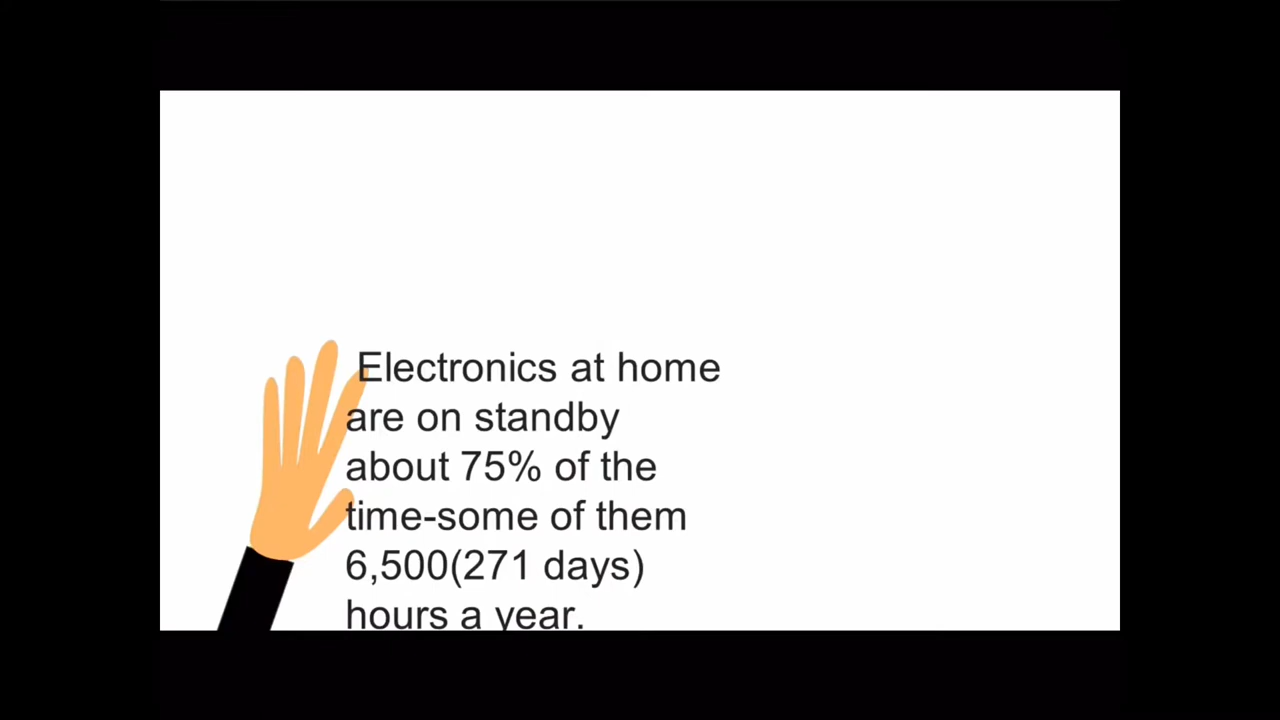 Electronics at home
are on standby
about 75% of the
time-some of them
6,500(271 days)
hours a year.